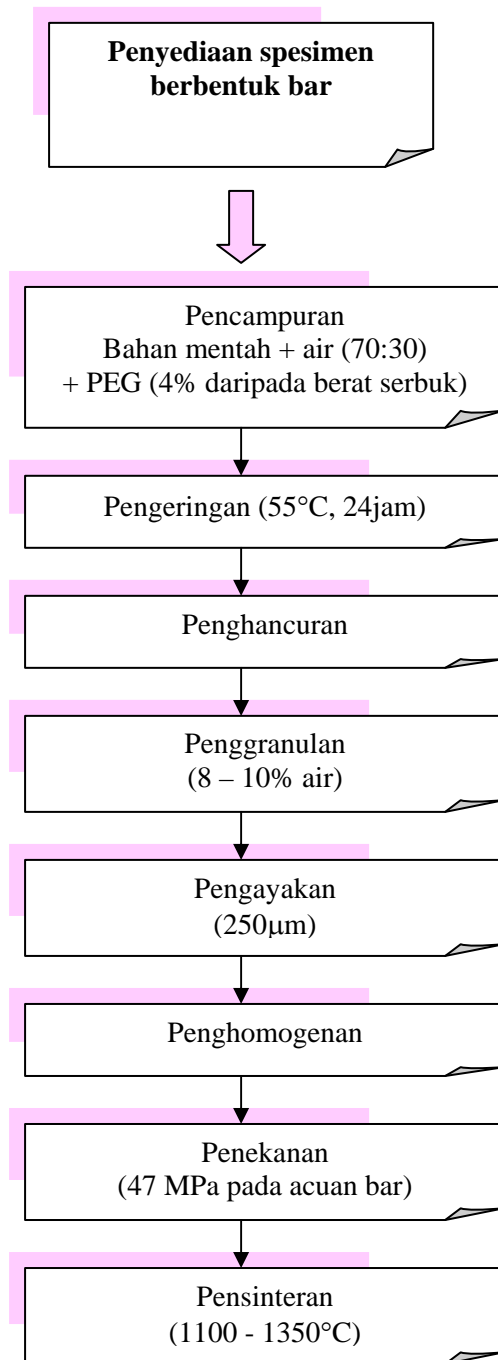 Penyediaan spesimen
berbentuk bar
Pencampuran
Bahan mentah + air (70:30)
+ PEG (4% daripada berat serbuk)
Pengeringan (55°C, 24jam)
Penghancuran
Penggranulan
(8 – 10% air)
Pengayakan
(250µm)
Penghomogenan
Penekanan
(47 MPa pada acuan bar)
Pensinteran
(1100 - 1350°C)